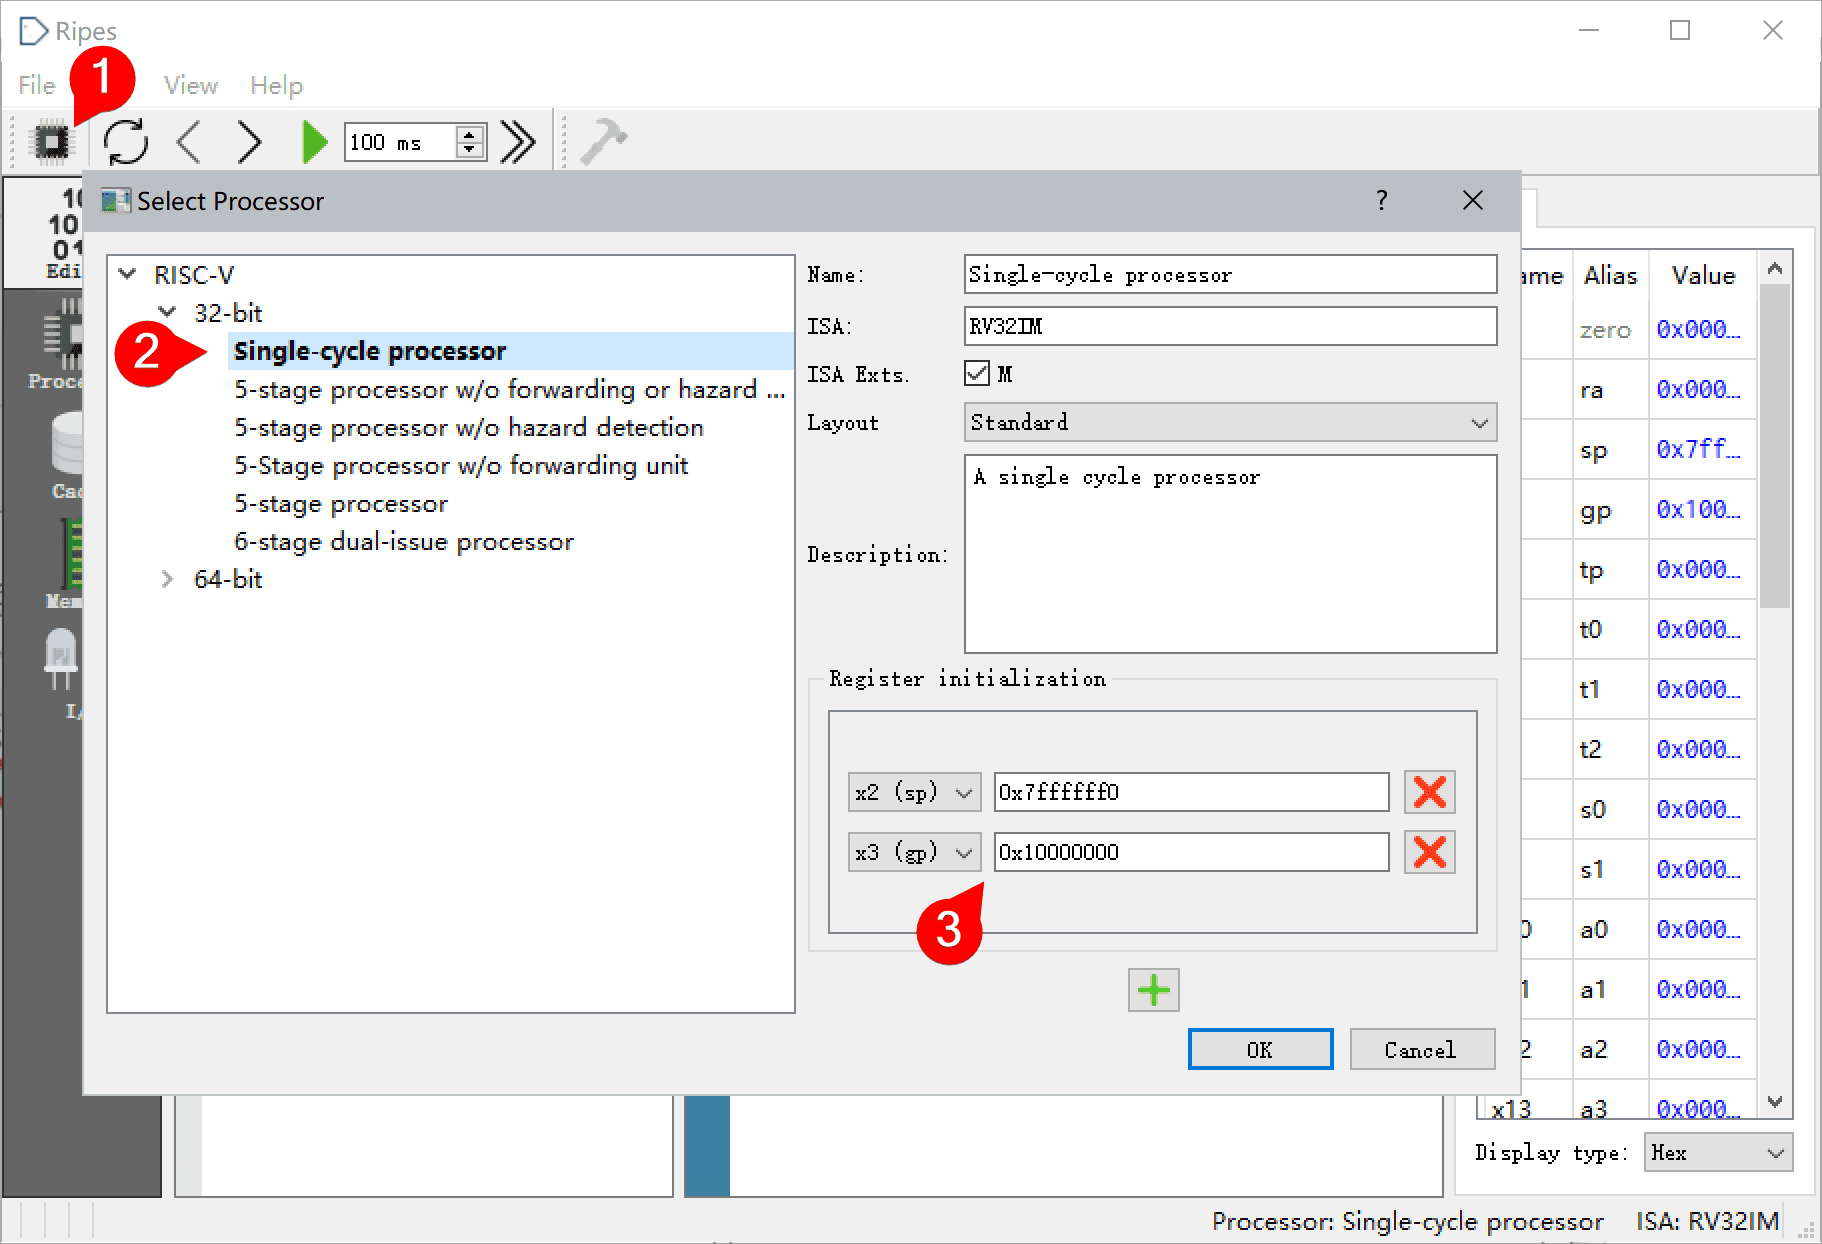 Ripes
File
View
Help
1
100 ms
Select Processor
?
RISC-V
32-bit
2
Single-cycle processor
5-stage processor w/o forwarding or hazard ...
5-stage processor w/o hazard detection
5-Stage processor w/o forwarding unit
5-stage processor
6-stage dual-issue processor
64-bit
Name:
Single-cycle processor
ISA:
RV32IM
ISA Exts.
M
Layout
Standard
Description:
A single cycle processor
Register initialization
x2 (sp)
0x7ffffff0
x3 (gp)
0x10000000
3
OK
Cancel
Alias Value
zero 0x000...
ra 0x000...
sp 0x7ff...
gp 0x100...
tp 0x000...
t0 0x000...
t1 0x000...
t2 0x000...
s0 0x000...
s1 0x000...
a0 0x000...
a1 0x000...
a2 0x000...
x13 a3 0x000...
Display type:
Hex
Processor: Single-cycle processor
ISA: RV32IM